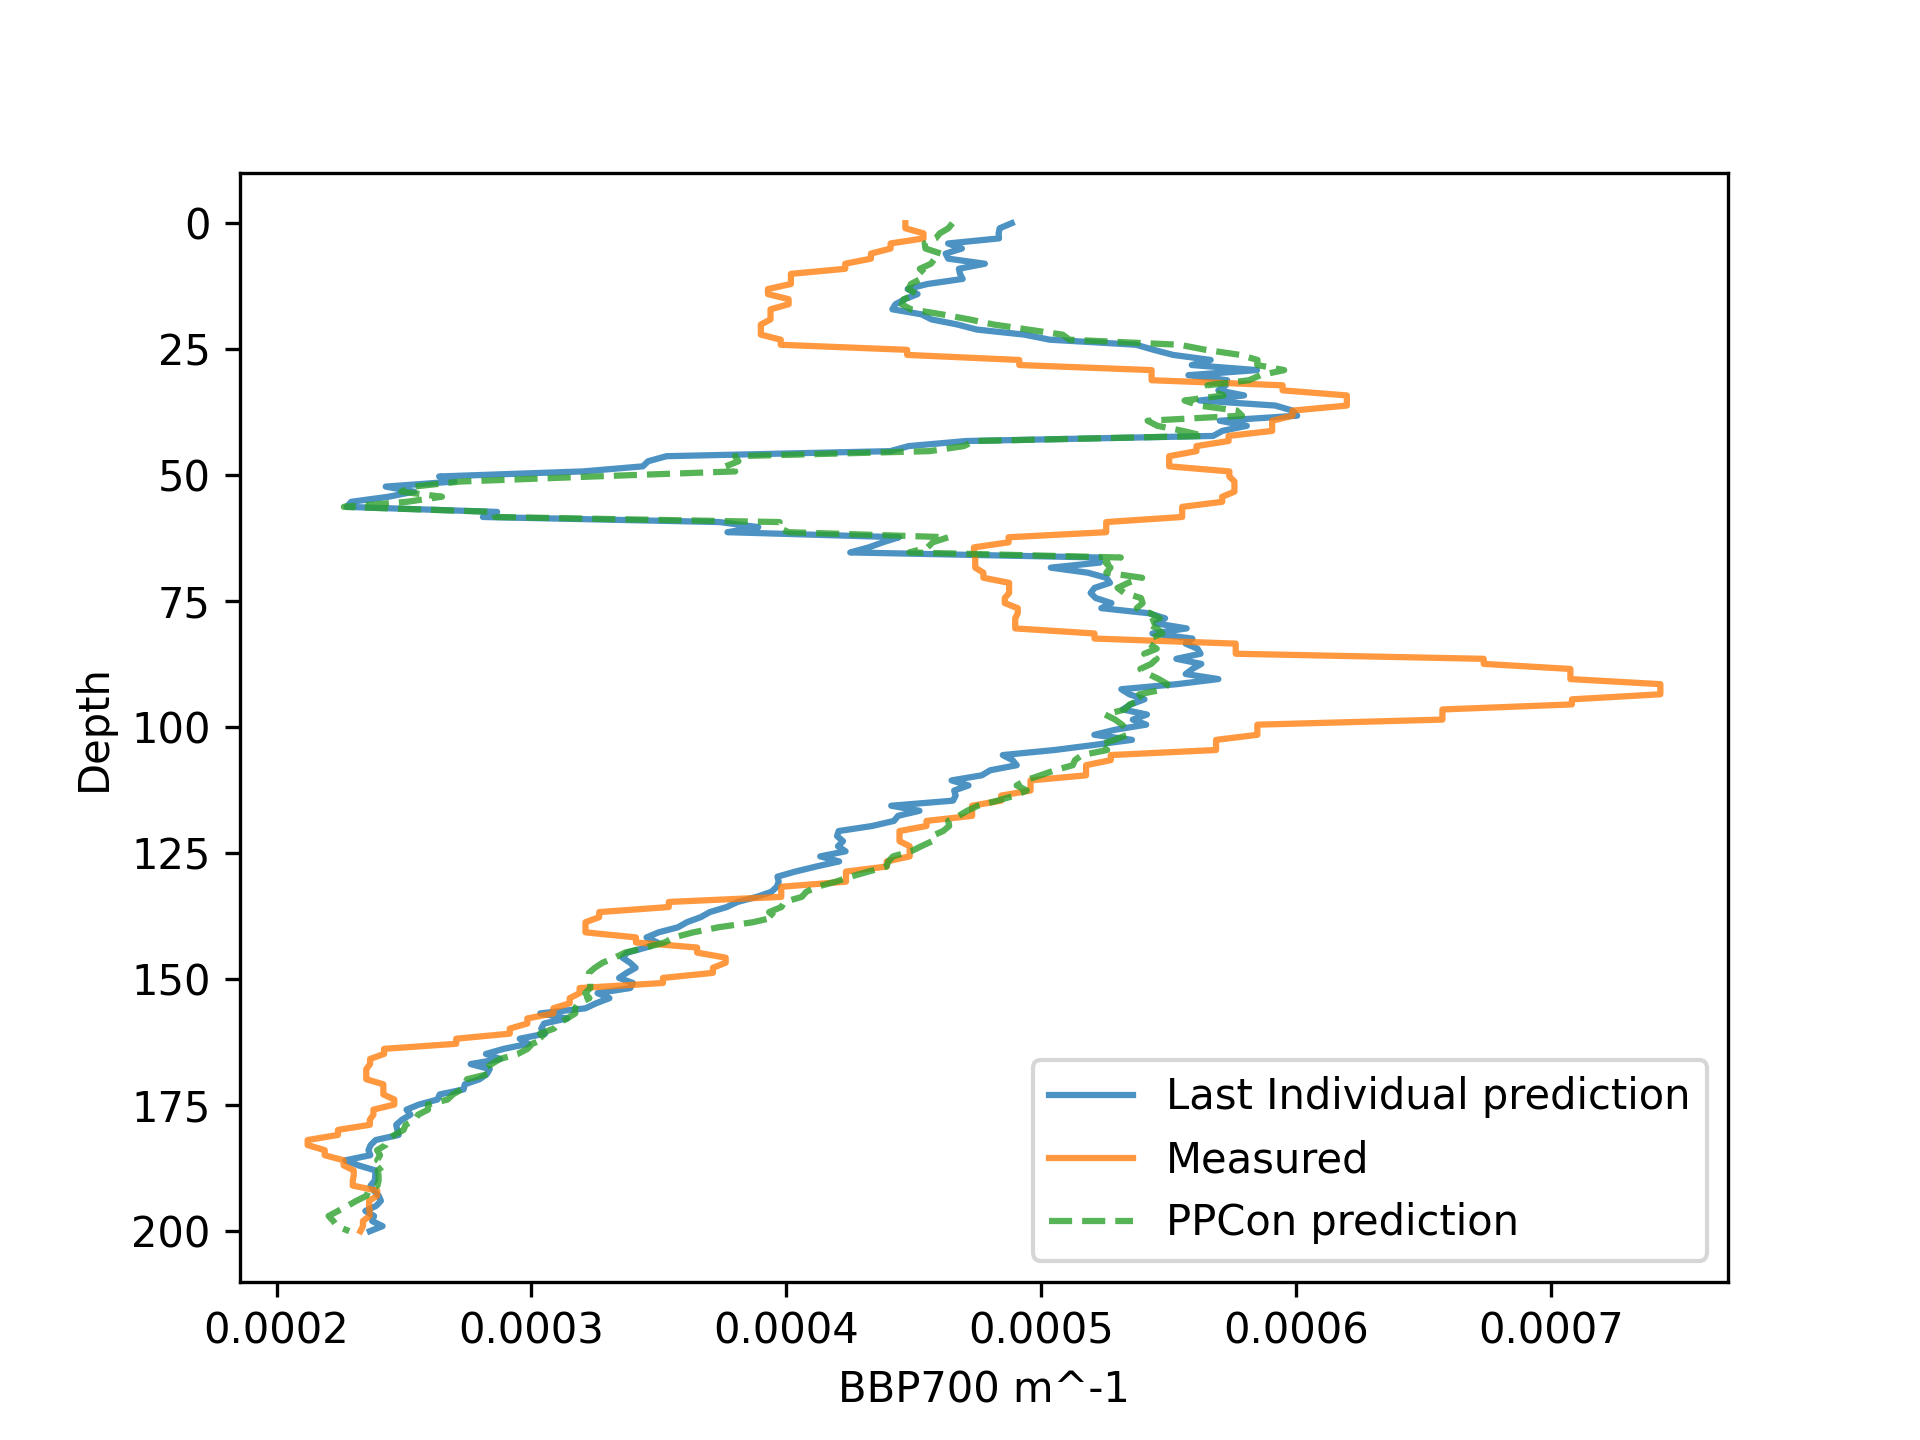 0
25
50
75
100
125
150
175
200
Depth
0.0002 0.0003 0.0004 0.0005 0.0006 0.0007
BBP700 m^-1
Last Individual prediction
Measured
PPCon prediction